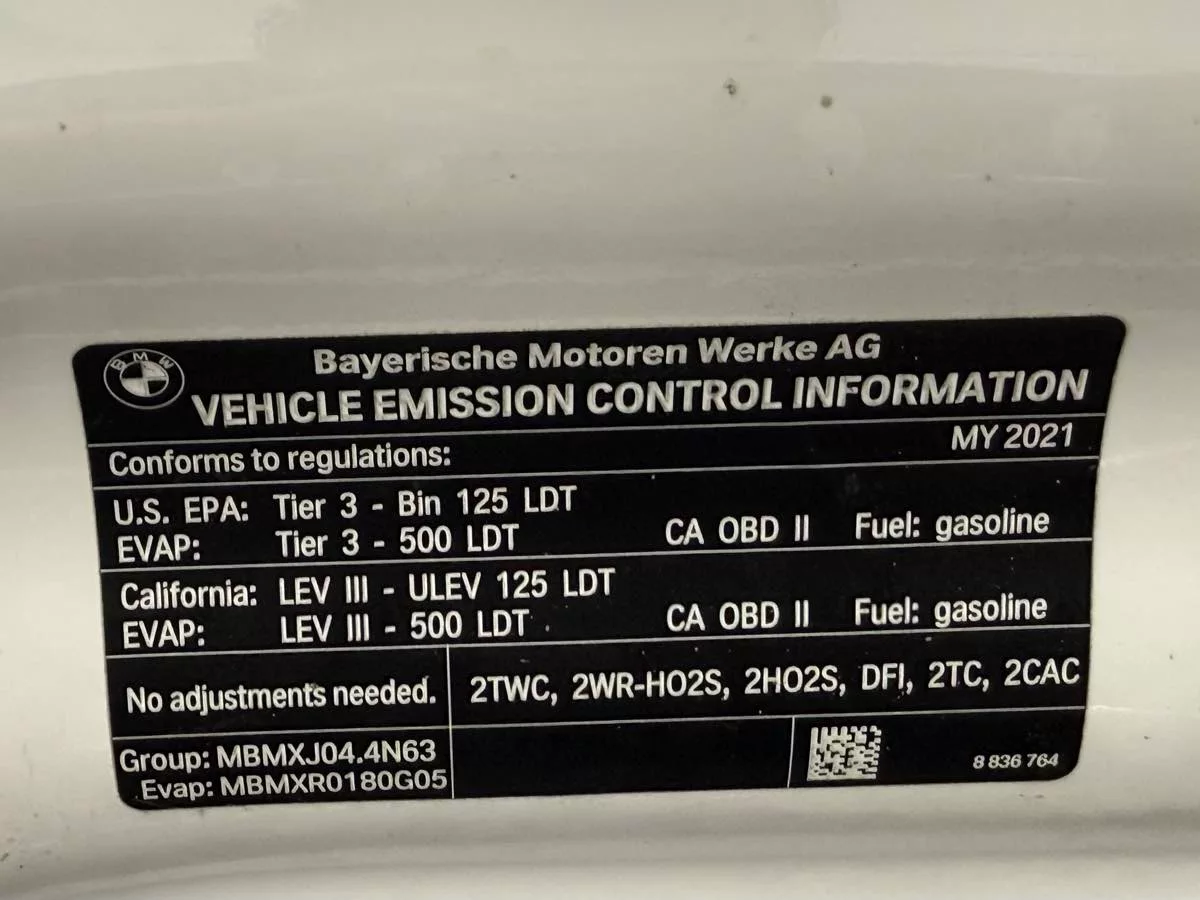 BMW
Bayerische Motoren Werke AG
VEHICLE EMISSION CONTROL INFORMATION
MY 2021
Conforms to regulations:
U.S. EPA: Tier 3 - Bin 125 LDT
EVAP: Tier 3 - 500 LDT CA OBD II Fuel: gasoline
California: LEV III - ULEV 125 LDT
EVAP: LEV III - 500 LDT CA OBD II Fuel: gasoline
No adjustments needed. 2TWC, 2WR-HO2S, 2HO2S, DFI, 2TC, 2CAC
Group: MBMXJ04.4N63
Evap: MBMXR0180G05
8 836 764